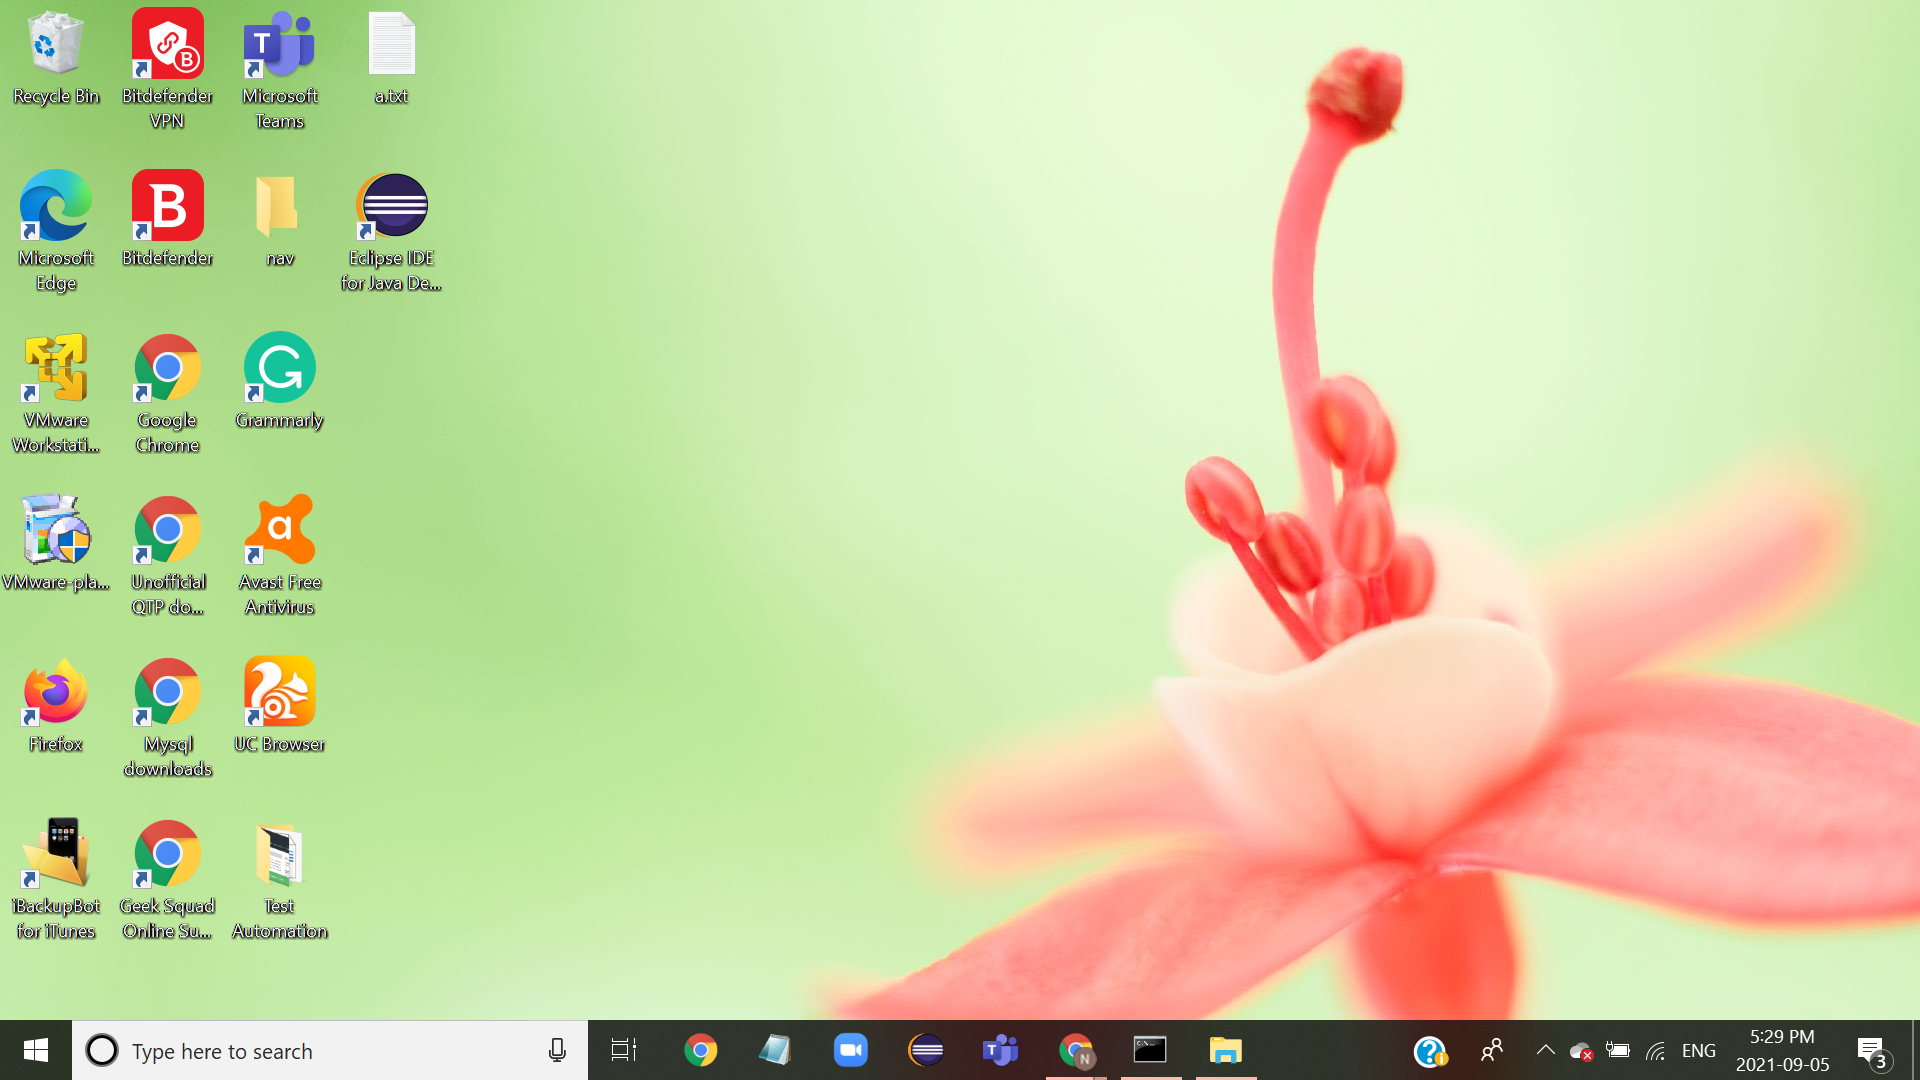 Recycle Bin
Bitdefender
VPN
Microsoft
Teams
a.txt
Microsoft
Edge
Bitdefender
nav
Eclipse IDE
for Java De...
VMware
Workstati...
Google
Chrome
Grammarly
VMware-pla...
Unofficial
QTP do...
Avast Free
Antivirus
Firefox
Mysql
downloads
UC Browser
iBackupBot
for iTunes
Geek Squad
Online Su...
Test
Automation
Type here to search
ENG
5:29 PM
2021-09-05
3